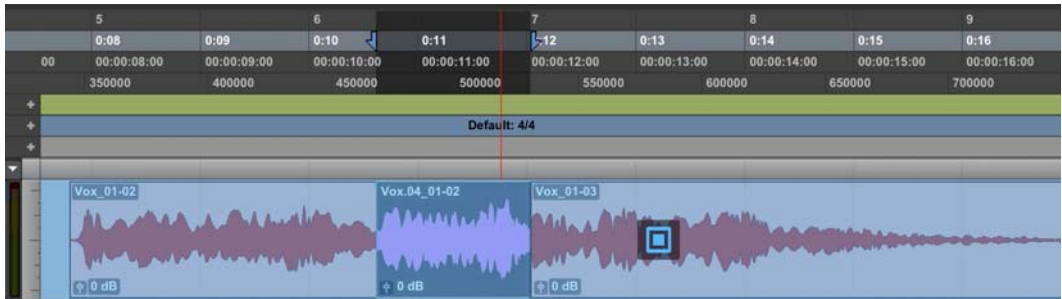 5 6 7 8 9
0:08 0:09 0:10 0:11 12 0:13 0:14 0:15 0:16
00 00:00:08:00 00:00:09:00 00:00:10:00 00:00:11:00 00:00:12:00 00:00:13:00 00:00:14:00 00:00:15:00 00:00:16:00
350000 400000 450000 500000 550000 600000 650000 700000
Default: 4/4
Vox_01-02 Vox.04_01-02 Vox_01-03
0 dB 0 dB 0 dB